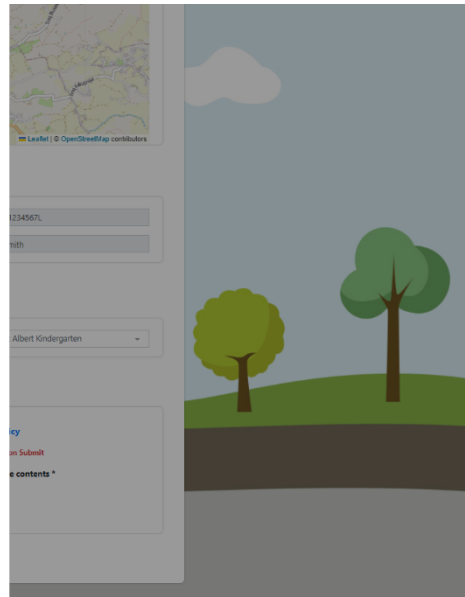 Leaflet | © OpenStreetMap contributors
1234567L
mith
Albert Kindergarten
icy
on Submit
e contents *